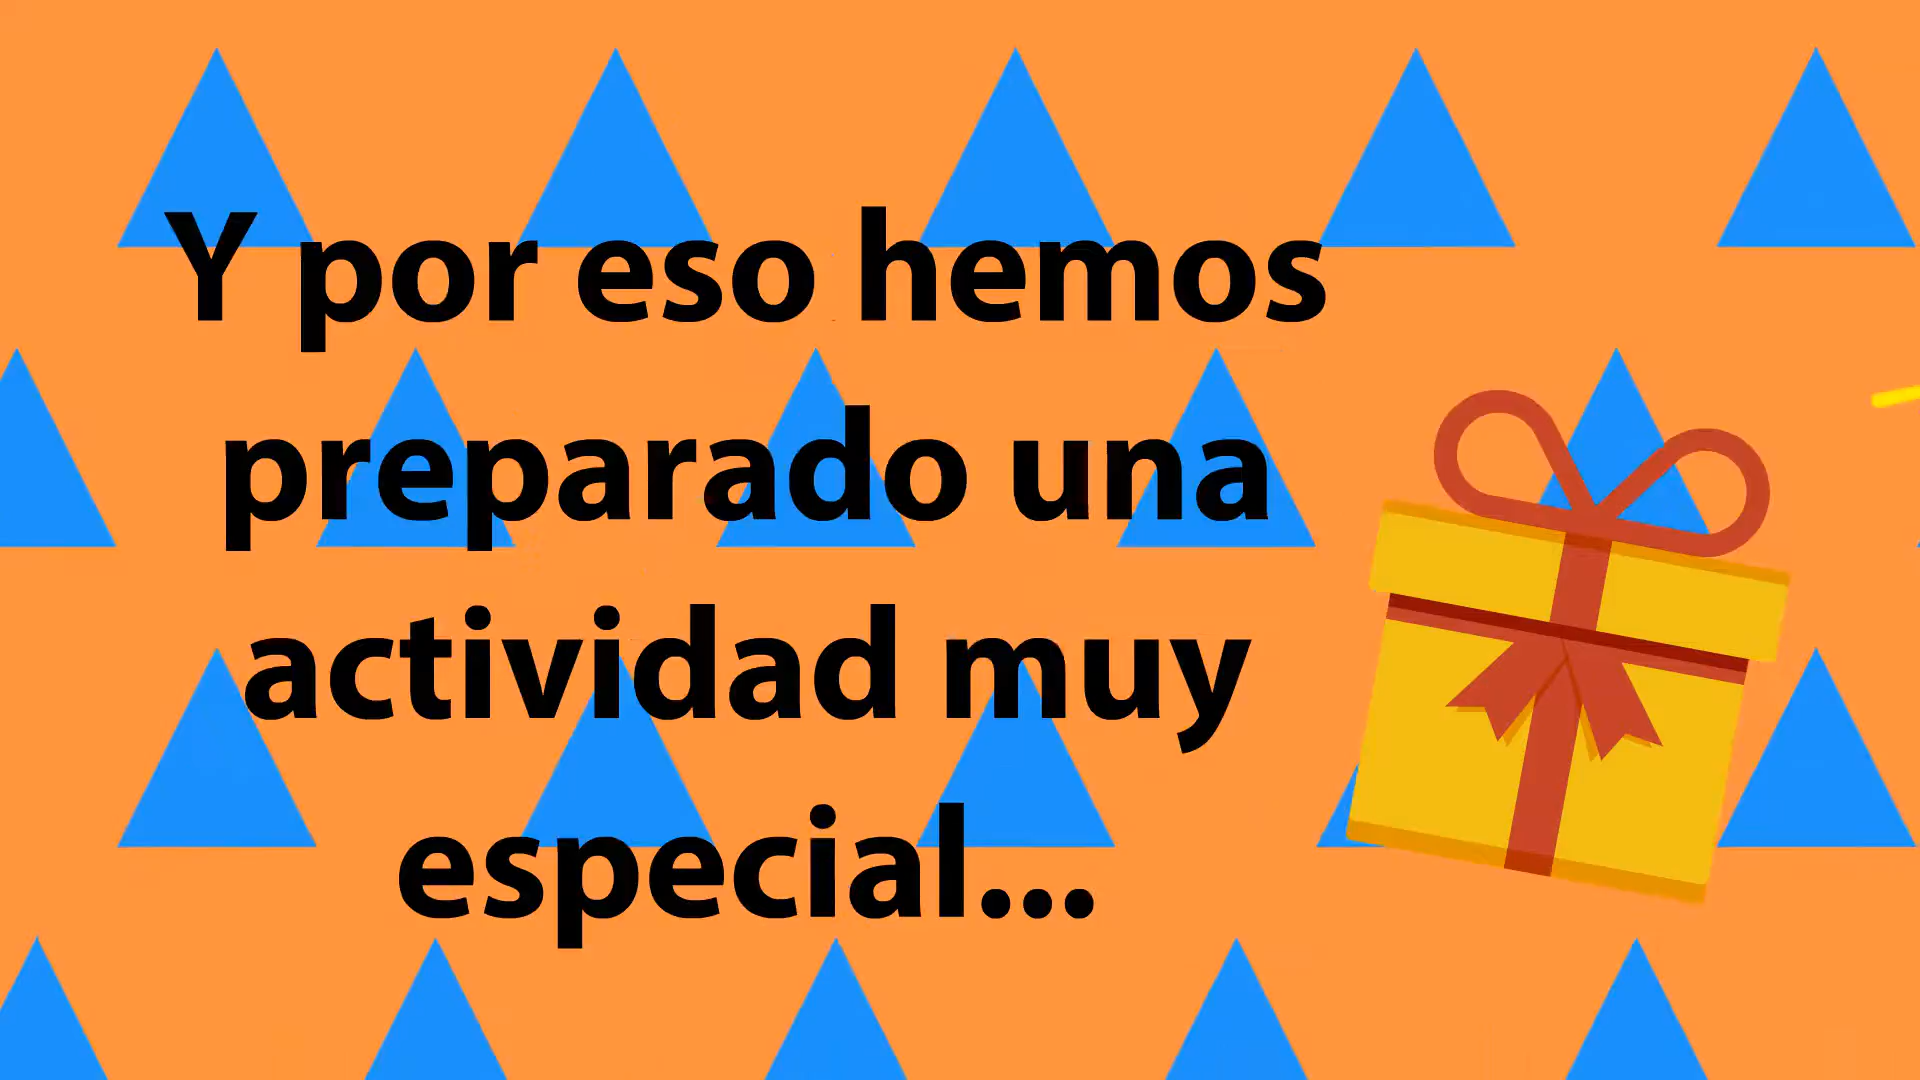 Y por eso hemos
preparado una
actividad muy
especial...